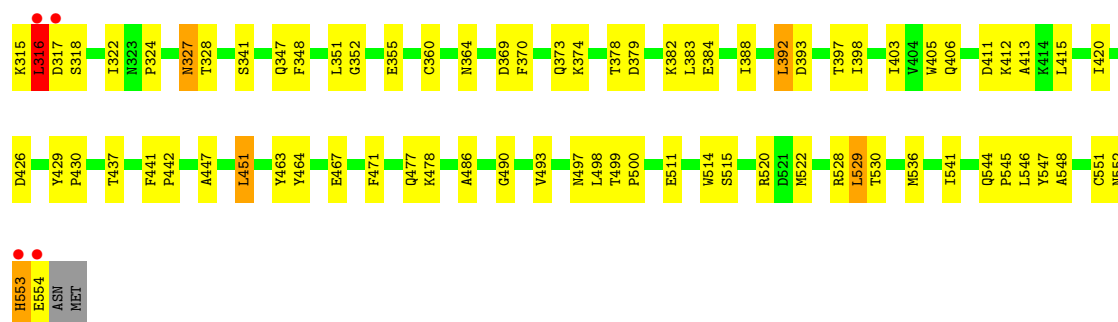 K315 L316 D317 S318 I322 N323 P324 N327 T328 S341 Q347 F348 L351 G352 E355 C360 N364 D369 F370 Q373 K374 T378 D379 K382 L383 E384 I388 L392 D393 T397 I398 I403 V404 W405 Q406 D411 K412 A413 K414 L415 I420
D426 Y429 P430 T437 F441 P442 A447 L451 Y463 Y464 E467 F471 Q477 K478 A486 G490 V493 N497 L498 T499 P500 E511 W514 S515 R520 D521 M522 R528 L529 T530 M536 I541 Q544 P545 L546 Y547 A548 C551 N552
H553 E554 ASN MET